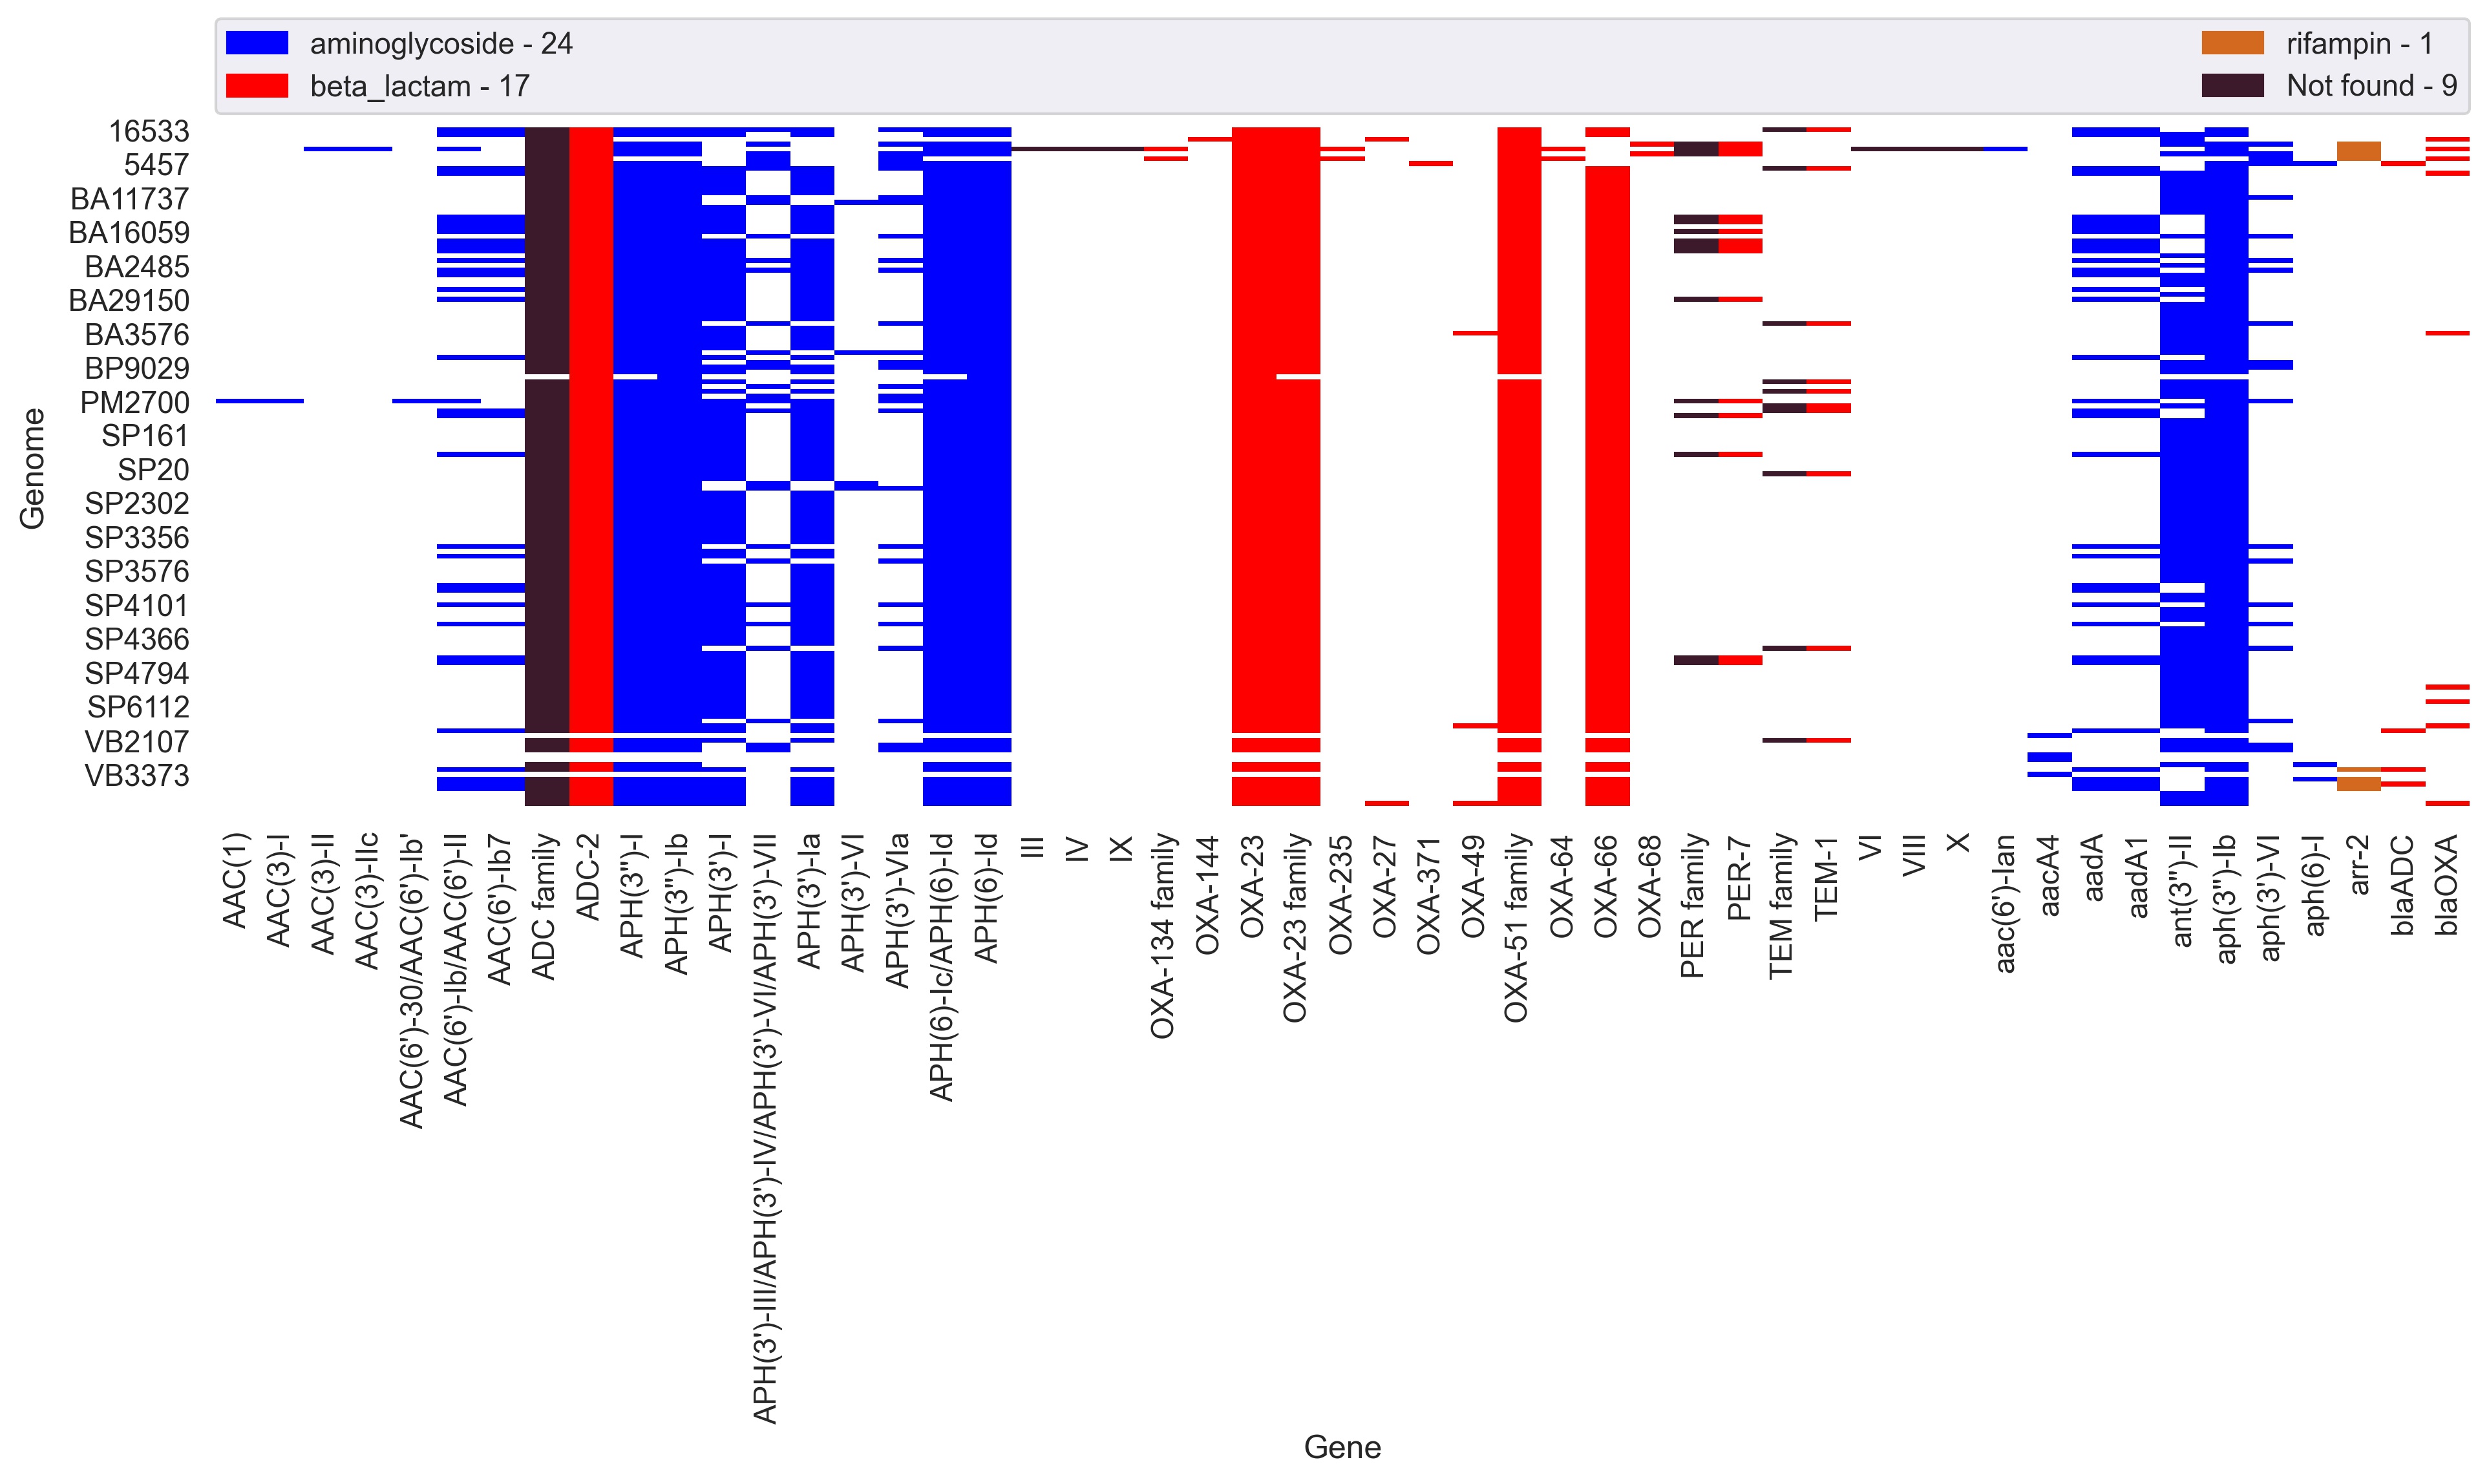 aminoglycoside - 24
beta_lactam - 17
rifampin - 1
Not found - 9
Genome
16533
5457
BA11737
BA16059
BA2485
BA29150
BA3576
BP9029
PM2700
SP161
SP20
SP2302
SP3356
SP3576
SP4101
SP4366
SP4794
SP6112
VB2107
VB3373
AAC(1)
AAC(3)-I
AAC(3)-II
AAC(3)-IIc
AAC(6')-30/AAC(6')-Ib'
AAC(6')-Ib/AAC(6')-II
AAC(6')-Ib7
ADC family
ADC-2
APH(3'')-I
APH(3'')-Ib
APH(3')-I
APH(3')-III/APH(3')-IV/APH(3')-VI/APH(3')-VII
APH(3')-Ia
APH(3')-VI
APH(3')-VIa
APH(6)-Ic/APH(6)-Id
APH(6)-Id
III
IV
IX
OXA-134 family
OXA-144
OXA-23
OXA-23 family
OXA-235
OXA-27
OXA-371
OXA-49
OXA-51 family
OXA-64
OXA-66
OXA-68
PER family
PER-7
TEM family
TEM-1
VI
VIII
X
aac(6')-Ian
aacA4
aadA
aadA1
ant(3'')-II
aph(3'')-Ib
aph(3')-VI
aph(6)-I
arr-2
blaADC
blaOXA
Gene